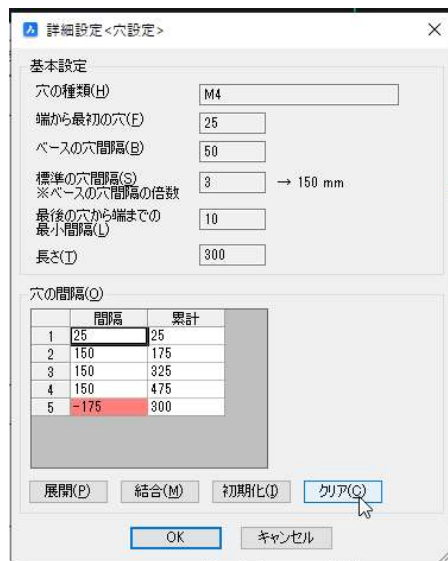 詳細設定<穴設定>
基本設定
穴の種類(H) M4
端から最初の穴(F) 25
ベースの穴間隔(B) 50
標準の穴間隔(S) 3 → 150 mm
※ベースの穴間隔の倍数
最後の穴から端までの
最小間隔(L) 10
長さ(T) 300
穴の間隔(O)
間隔 累計
1 25 25
2 150 175
3 150 325
4 150 475
5 -175 300
展開(P) 結合(M) 初期化(I) クリア(C)
OK キャンセル